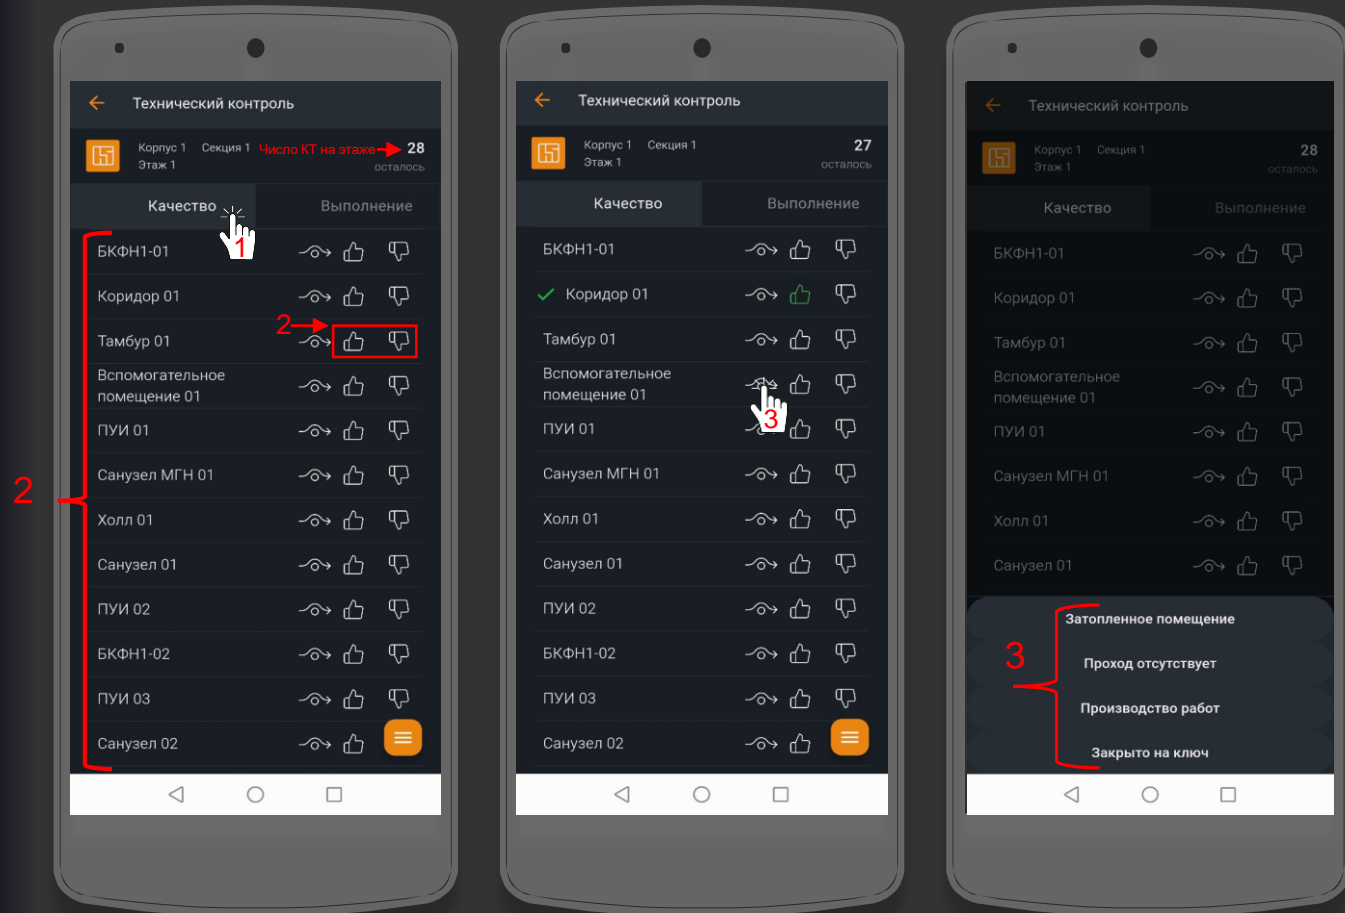 Технический контроль
Корпус 1 Секция 1 Число КТ на этаже 28
Этаж 1 осталось
Качество Выполнение
1
2
БКФН1-01
Коридор 01
2
Тамбур 01
Вспомогательное
помещение 01
ПУИ 01
Санузел МГН 01
Холл 01
Санузел 01
ПУИ 02
БКФН1-02
ПУИ 03
Санузел 02
Технический контроль
Корпус 1 Секция 1 27
Этаж 1 осталось
Качество Выполнение
БКФН1-01
Коридор 01
Тамбур 01
Вспомогательное
помещение 01
3
ПУИ 01
Санузел МГН 01
Холл 01
Санузел 01
ПУИ 02
БКФН1-02
ПУИ 03
Санузел 02
Технический контроль
Корпус 1 Секция 1 28
Этаж 1 осталось
Качество Выполнение
БКФН1-01
Коридор 01
Тамбур 01
Вспомогательное
помещение 01
ПУИ 01
Санузел МГН 01
Холл 01
Санузел 01
3
Затопленное помещение
Проход отсутствует
Производство работ
Закрыто на ключ